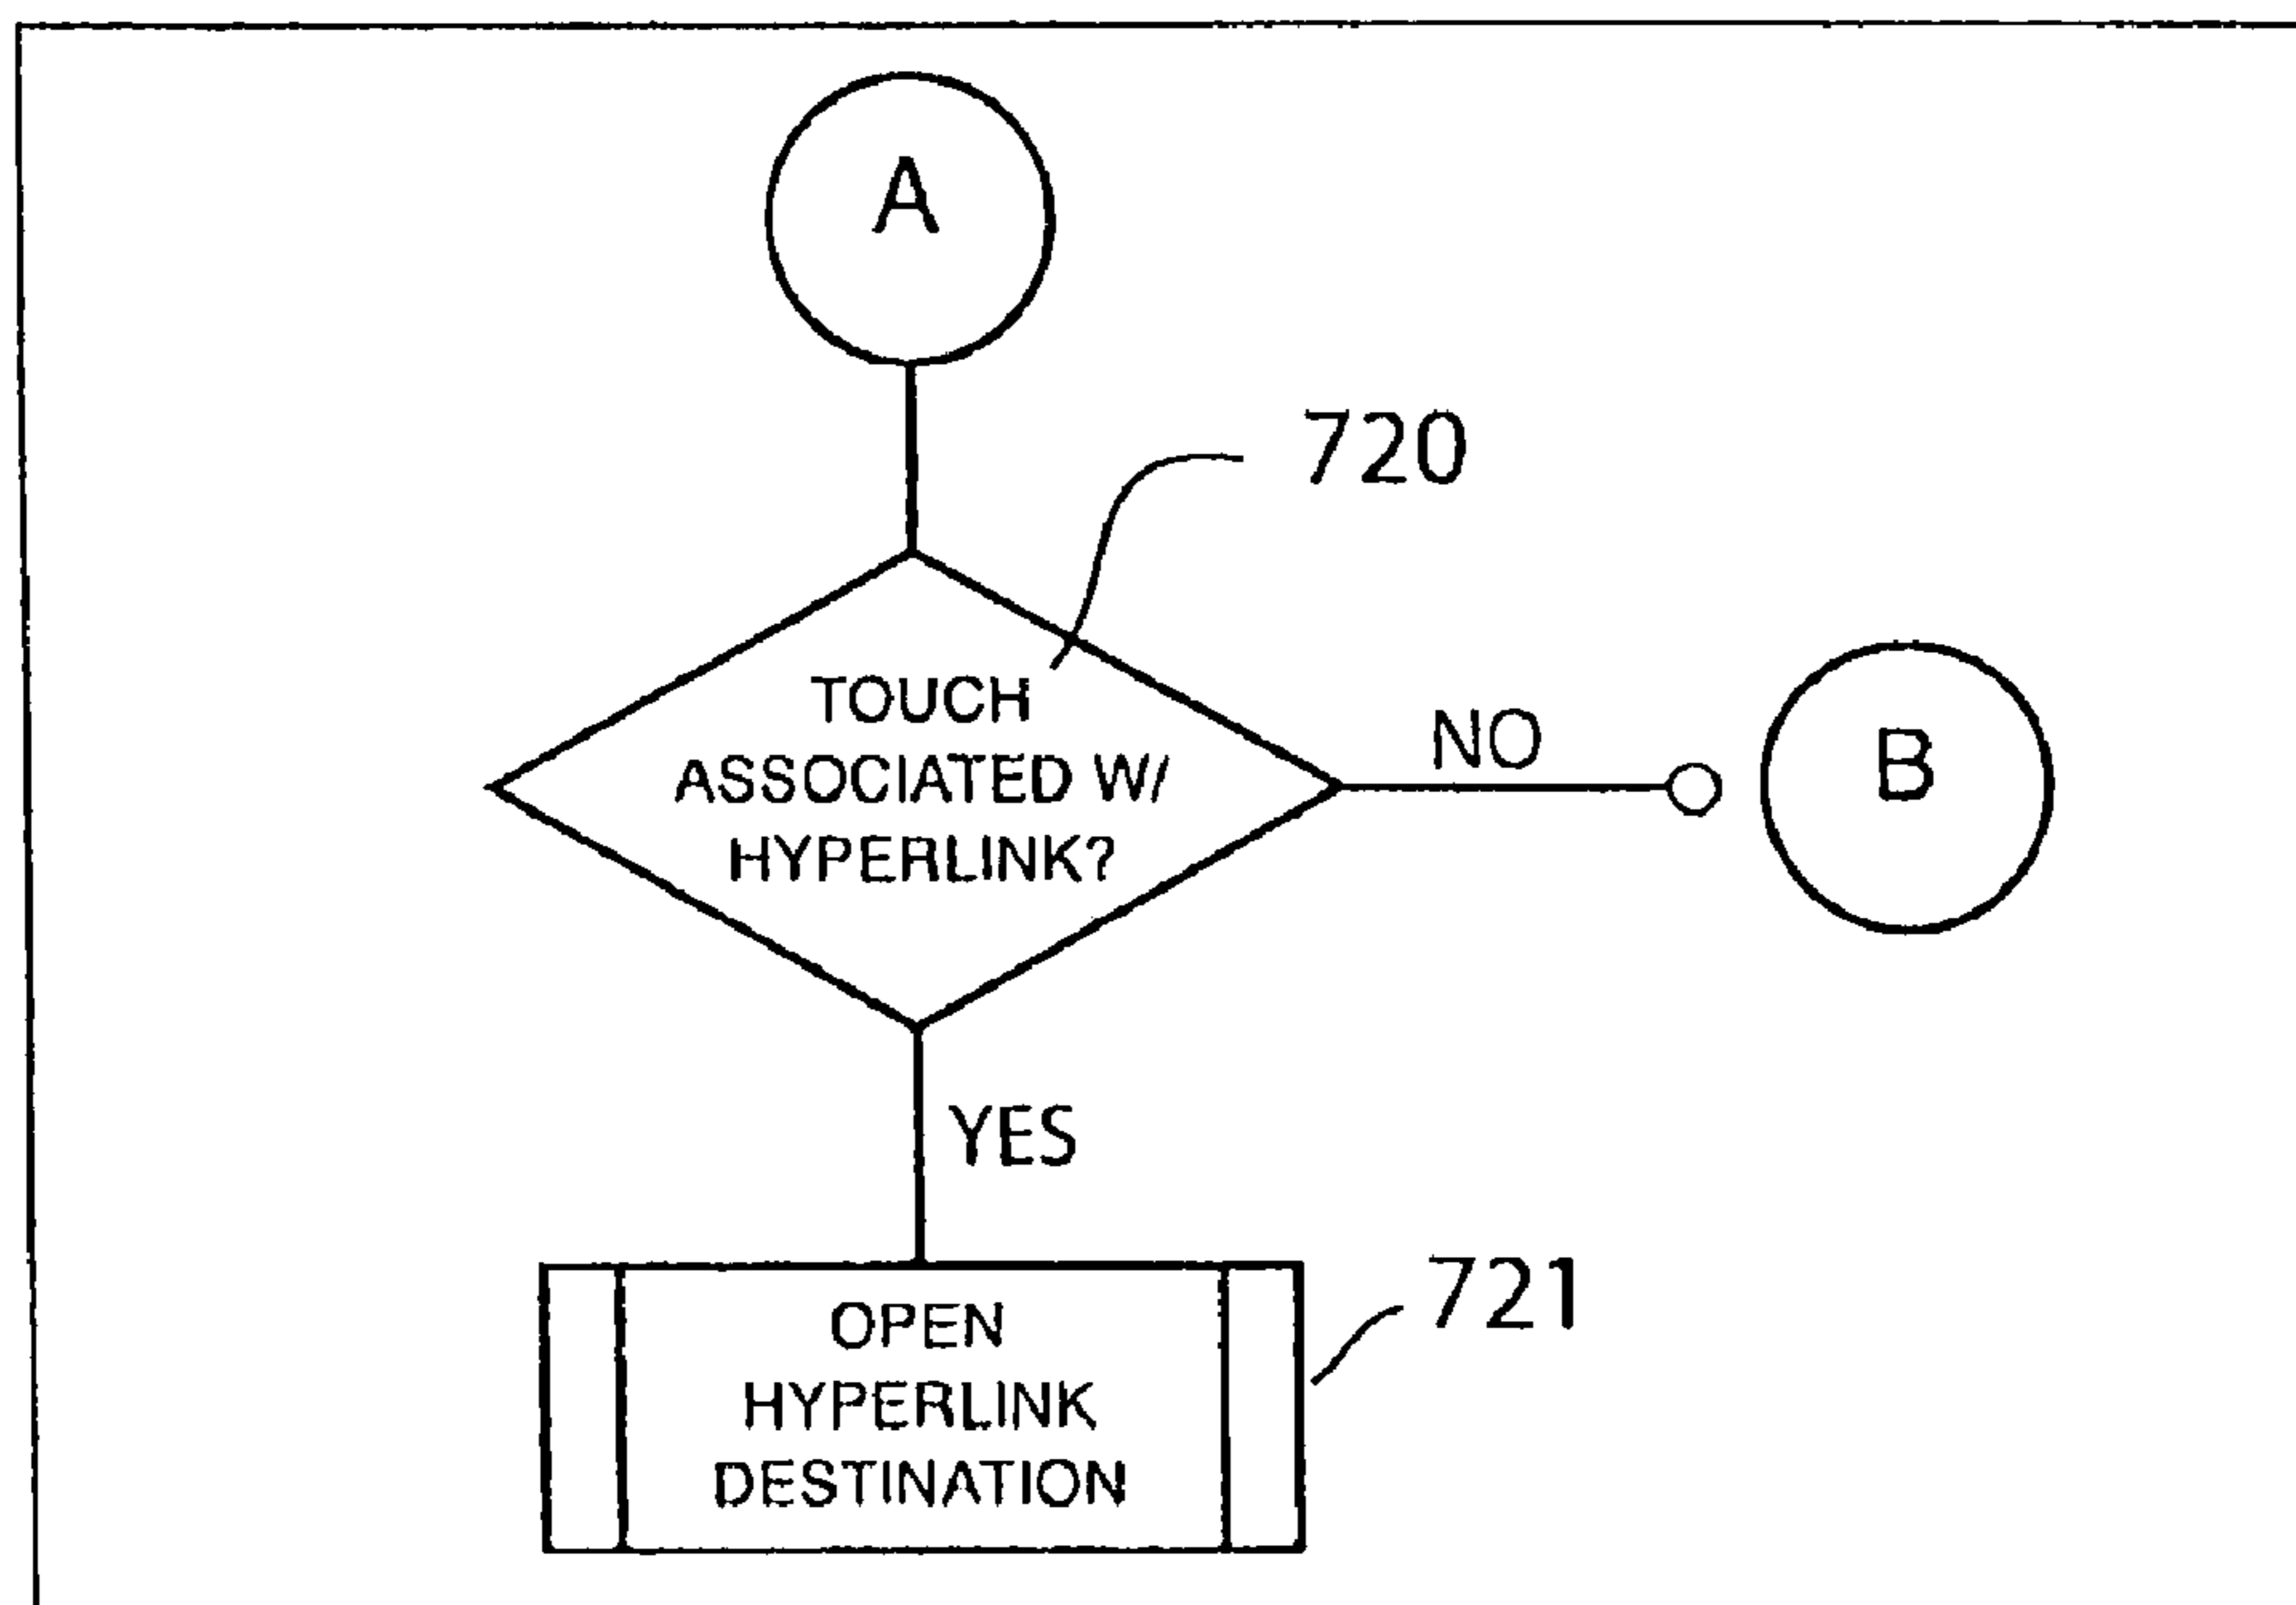 A
720
TOUCH
ASSOCIATED W/
HYPERLINK?
NO
B
YES
OPEN
HYPERLINK
DESTINATION
721